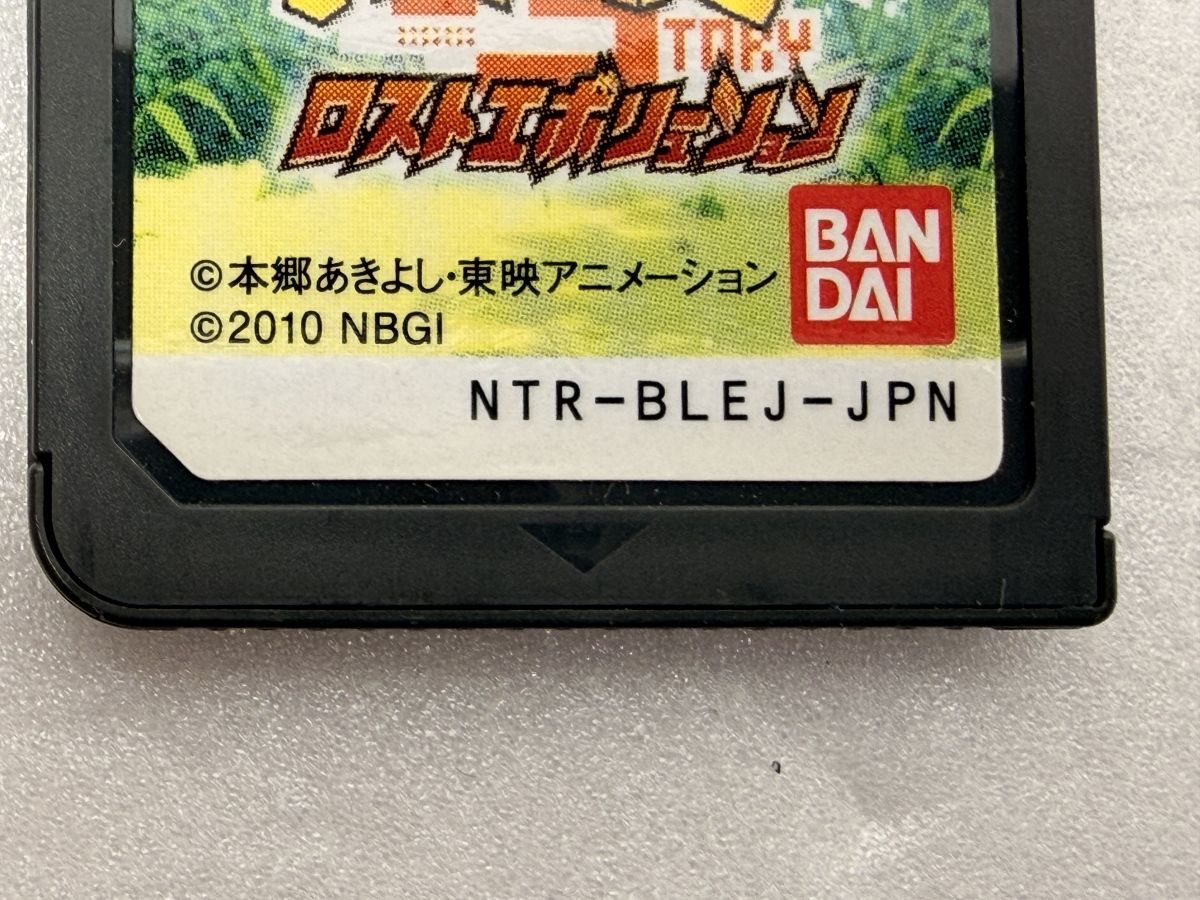 ロストエボリューション
©本郷あきよし・東映アニメーション
©2010 NBGI
BAN
DAI
NTR-BLEJ-JPN